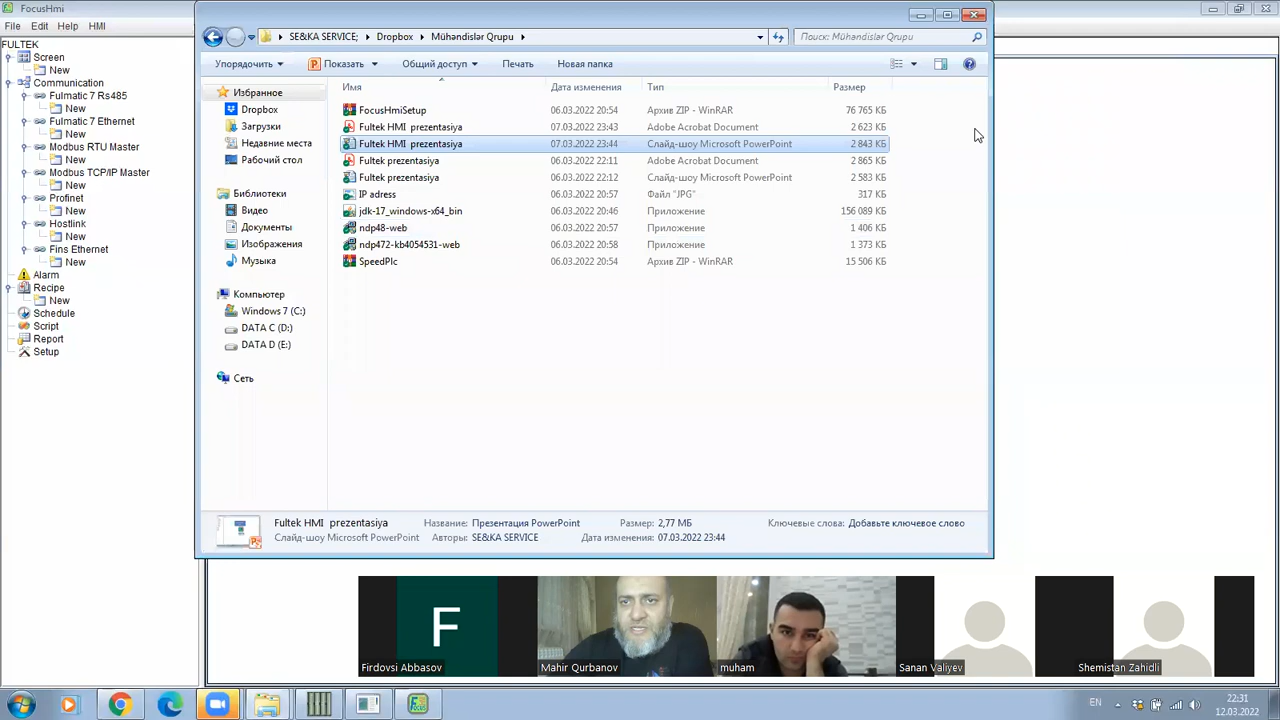 FocusHmi
File Edit Help HMI
FULTEK
Screen
New
Communication
Fulmatic 7 Rs485
New
Fulmatic 7 Ethernet
New
Modbus RTU Master
New
Modbus TCP/IP Master
New
Profinet
New
Hostlink
New
Fins Ethernet
New
Alarm
Recipe
New
Schedule
Script
Report
Setup
SE&KA SERVICE; Dropbox Mühəndislər Qrupu
Поиск: Mühəndislər Qrupu
Упорядочить Показать Общий доступ Печать Новая папка
Избранное
Dropbox
Загрузки
Недавние места
Рабочий стол
Библиотеки
Видео
Документы
Изображения
Музыка
Компьютер
Windows 7 (C:)
DATA C (D:)
DATA D (E:)
Сеть
Имя Дата изменения Тип Размер
FocusHmiSetup 06.03.2022 20:54 Архив ZIP - WinRAR 76 765 КБ
Fultek HMI prezentasiya 07.03.2022 23:43 Adobe Acrobat Document 2 623 КБ
Fultek HMI prezentasiya 07.03.2022 23:44 Слайд-шоу Microsoft PowerPoint 2 843 КБ
Fultek prezentasiya 06.03.2022 22:11 Adobe Acrobat Document 2 865 КБ
Fultek prezentasiya 06.03.2022 22:12 Слайд-шоу Microsoft PowerPoint 2 583 КБ
IP adress 06.03.2022 20:57 Файл "JPG" 317 КБ
jdk-17_windows-x64_bin 06.03.2022 20:46 Приложение 156 089 КБ
ndp48-web 06.03.2022 20:57 Приложение 1 406 КБ
ndp472-kb4054531-web 06.03.2022 20:58 Приложение 1 373 КБ
SpeedPlc 06.03.2022 20:54 Архив ZIP - WinRAR 15 506 КБ
Fultek HMI prezentasiya Название: Презентация PowerPoint Размер: 2,77 МБ Ключевые слова: Добавьте ключевое слово
Слайд-шоу Microsoft PowerPoint Авторы: SE&KA SERVICE Дата изменения: 07.03.2022 23:44
F
Firdovsi Abbasov Mahir Qurbanov muham Sanan Valiyev Shemistan Zahidli
EN
22:31
12.03.2022